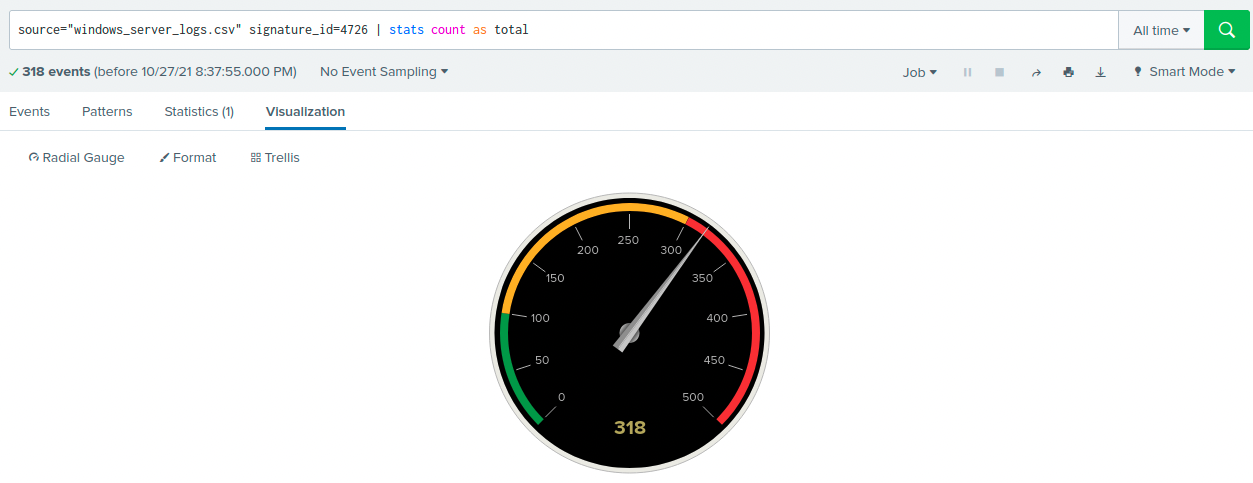 source="windows_server_logs.csv" signature_id=4726 | stats count as total
All time
318 events (before 10/27/21 8:37:55.000 PM)
No Event Sampling
Job
Smart Mode
Events
Patterns
Statistics (1)
Visualization
Radial Gauge
Format
Trellis
0
50
100
150
200
250
300
350
400
450
500
318